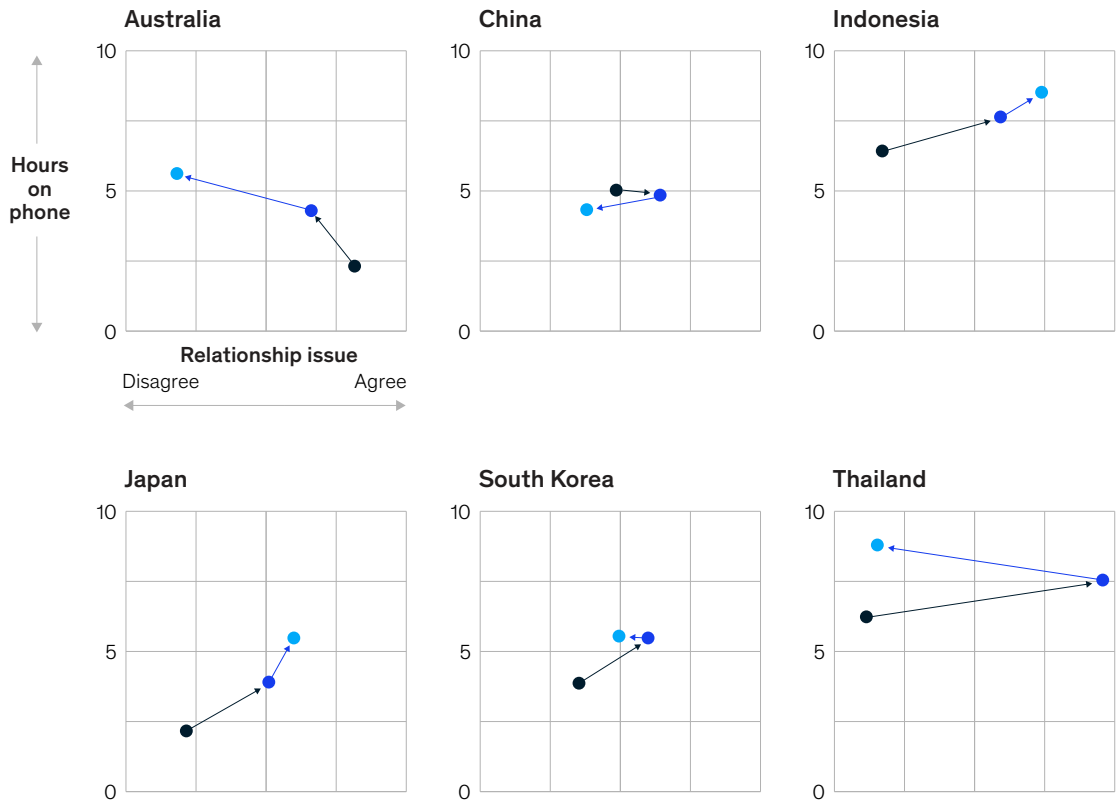 Australia
China
Indonesia
10
10
10
Hours
on
phone
5
5
5
0
0
0
Relationship issue
Disagree
Agree
Japan
South Korea
Thailand
10
10
10
5
5
5
0
0
0